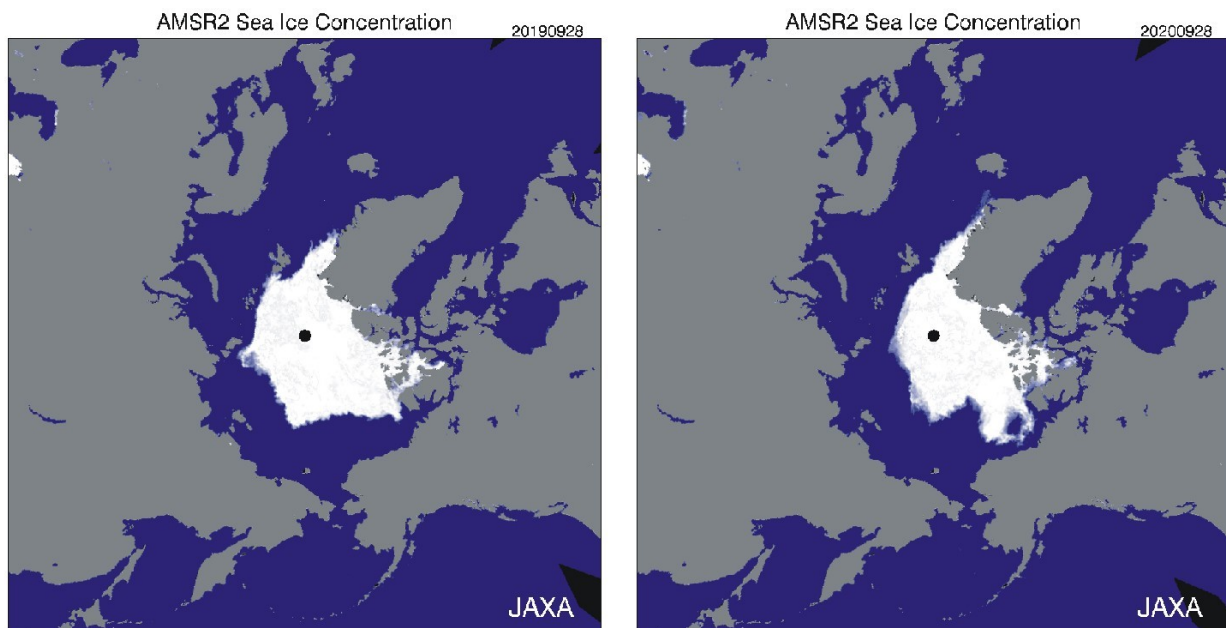 AMSR2 Sea Ice Concentration 20190928
JAXA
AMSR2 Sea Ice Concentration 20200928
JAXA